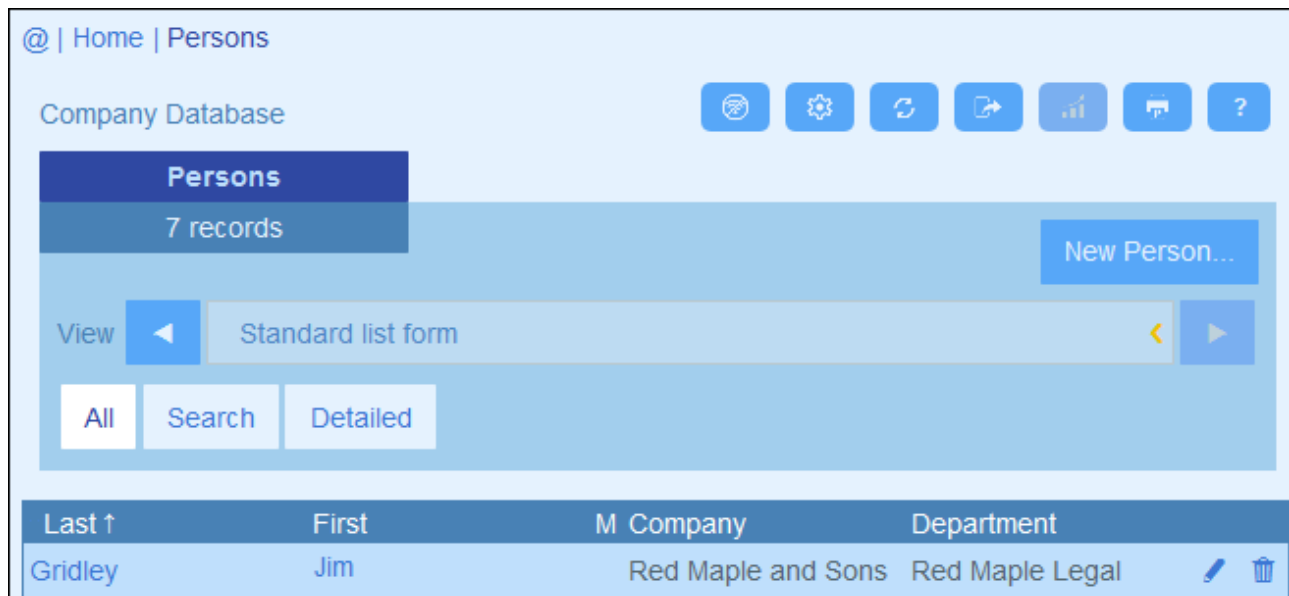 @ | Home | Persons
Company Database
?
Persons
7 records
New Person...
View Standard list form
All Search Detailed
Last ↑ First M Company Department
Gridley Jim Red Maple and Sons Red Maple Legal